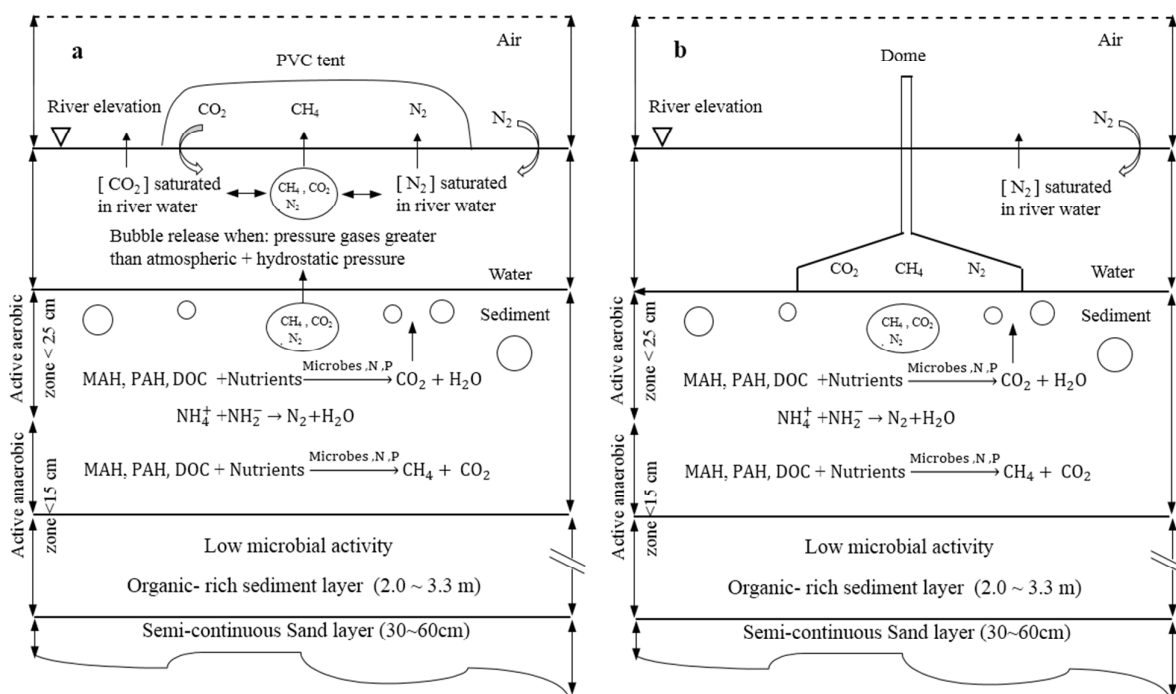 a
Air
PVC tent
River elevation
CO₂
CH₄
N₂
N₂
[ CO₂] saturated
in river water
CH₄ , CO₂
N₂
[ N₂] saturated
in river water
Bubble release when: pressure gases greater
than atmospheric + hydrostatic pressure
Water
Active aerobic
zone < 25 cm
CH₄ , CO₂
N₂
Sediment
MAH, PAH, DOC +Nutrients
Microbes ,N ,P
CO₂ + H₂O
NH₄⁺ +NH₂⁻ → N₂+H₂O
Active anaerobic
zone <15 cm
MAH, PAH, DOC + Nutrients
Microbes ,N ,P
CH₄ + CO₂
Low microbial activity
Organic- rich sediment layer (2.0 ~ 3.3 m)
Semi-continuous Sand layer (30~60cm)
b
Air
Dome
River elevation
N₂
[ N₂] saturated
in river water
CO₂
CH₄
N₂
Water
Active aerobic
zone < 25 cm
CH₄ , CO₂
N₂
Sediment
MAH, PAH, DOC +Nutrients
Microbes ,N ,P
CO₂ + H₂O
NH₄⁺ +NH₂⁻ → N₂+H₂O
Active anaerobic
zone <15 cm
MAH, PAH, DOC + Nutrients
Microbes ,N ,P
CH₄ + CO₂
Low microbial activity
Organic- rich sediment layer (2.0 ~ 3.3 m)
Semi-continuous Sand layer (30~60cm)